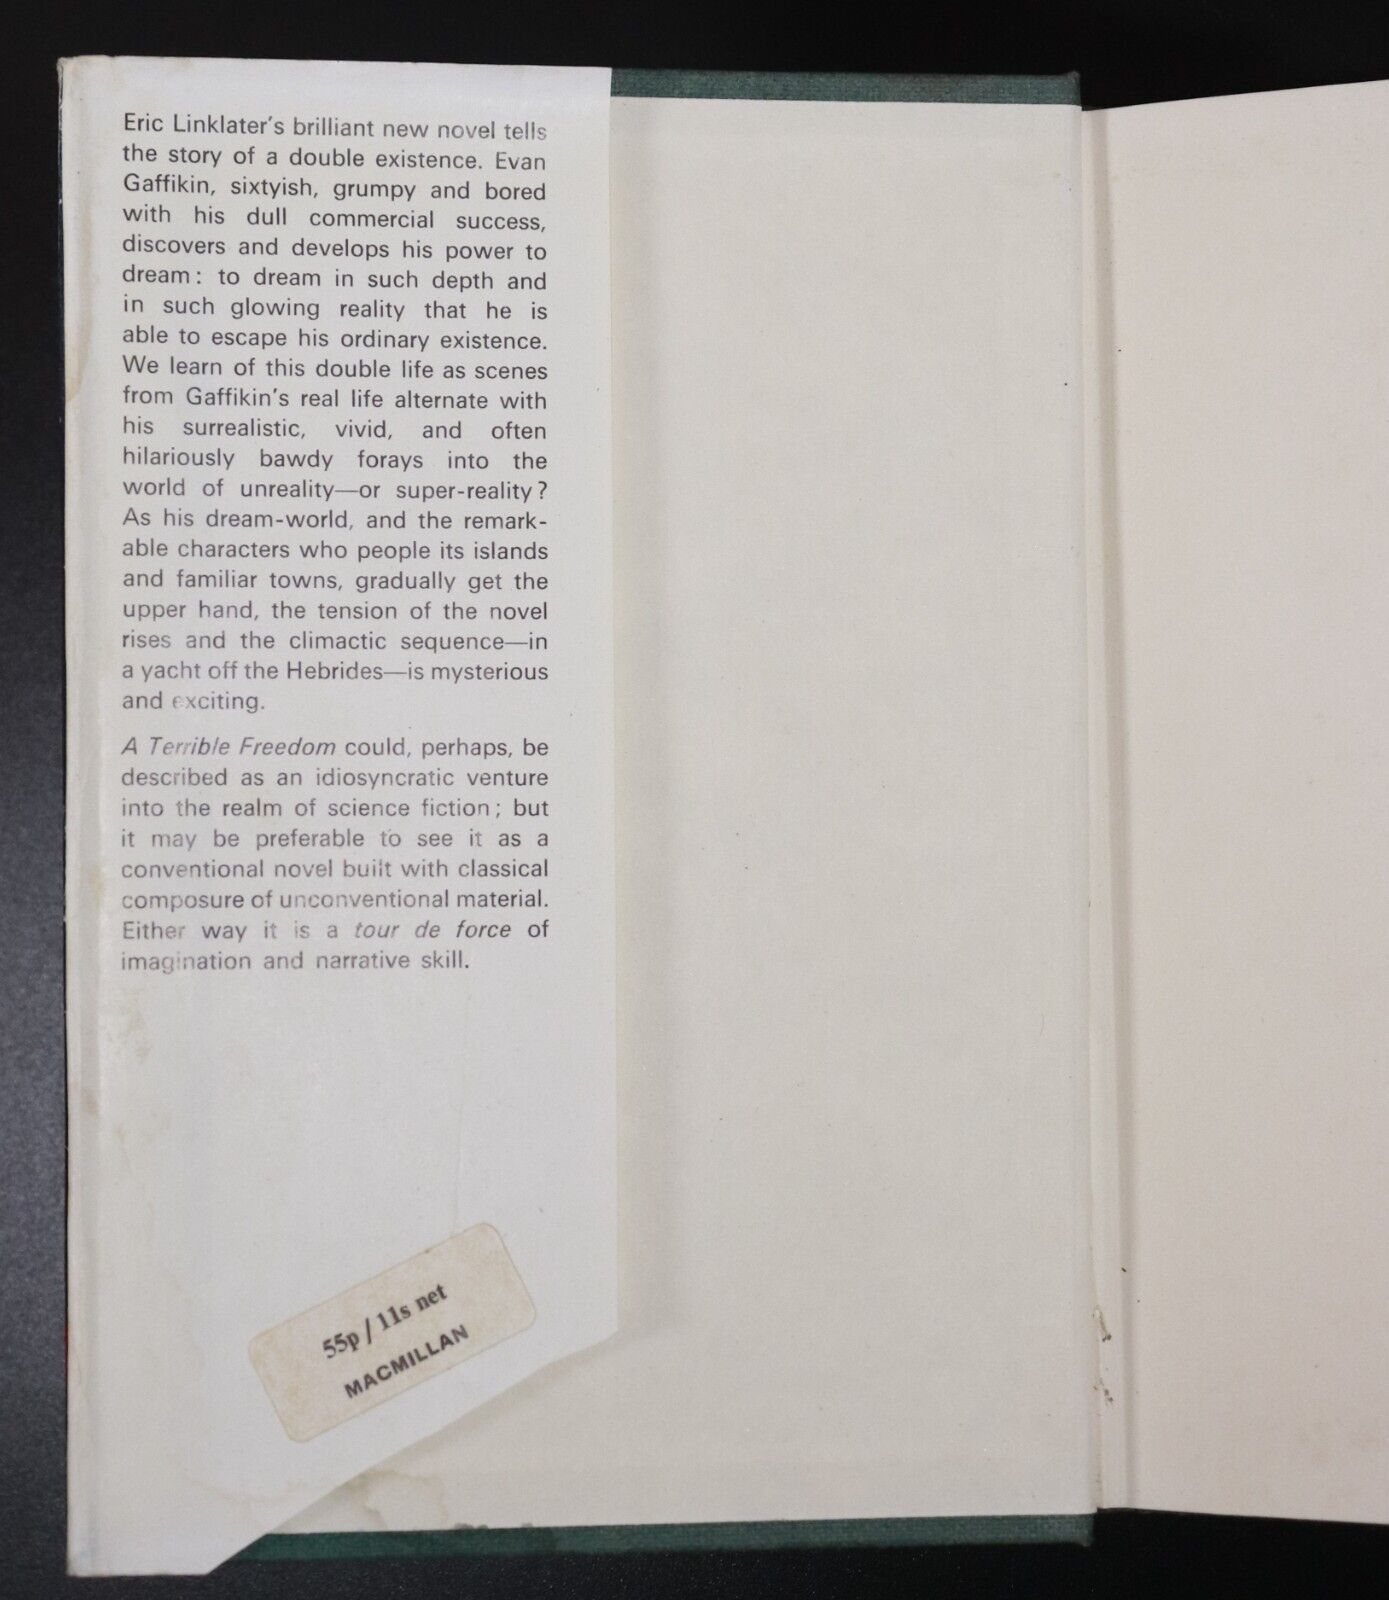 Eric Linklater's brilliant new novel tells
the story of a double existence. Evan
Gaffikin, sixtyish, grumpy and bored
with his dull commercial success,
discovers and develops his power to
dream: to dream in such depth and
in such glowing reality that he is
able to escape his ordinary existence.
We learn of this double life as scenes
from Gaffikin's real life alternate with
his surrealistic, vivid, and often
hilariously bawdy forays into the
world of unreality—or super-reality?
As his dream-world, and the remark-
able characters who people its islands
and familiar towns, gradually get the
upper hand, the tension of the novel
rises and the climactic sequence—in
a yacht off the Hebrides—is mysterious
and exciting.
A Terrible Freedom could, perhaps, be
described as an idiosyncratic venture
into the realm of science fiction; but
it may be preferable to see it as a
conventional novel built with classical
composure of unconventional material.
Either way it is a tour de force of
imagination and narrative skill.
55p / 11s net
MACMILLAN